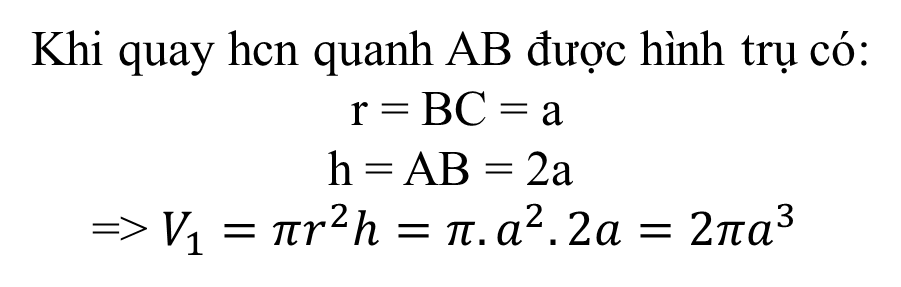 Khi quay hcn quanh AB được hình trụ có:
r = BC = a
h = AB = 2a
=> V₁ = πr²h = π.a².2a = 2πa³